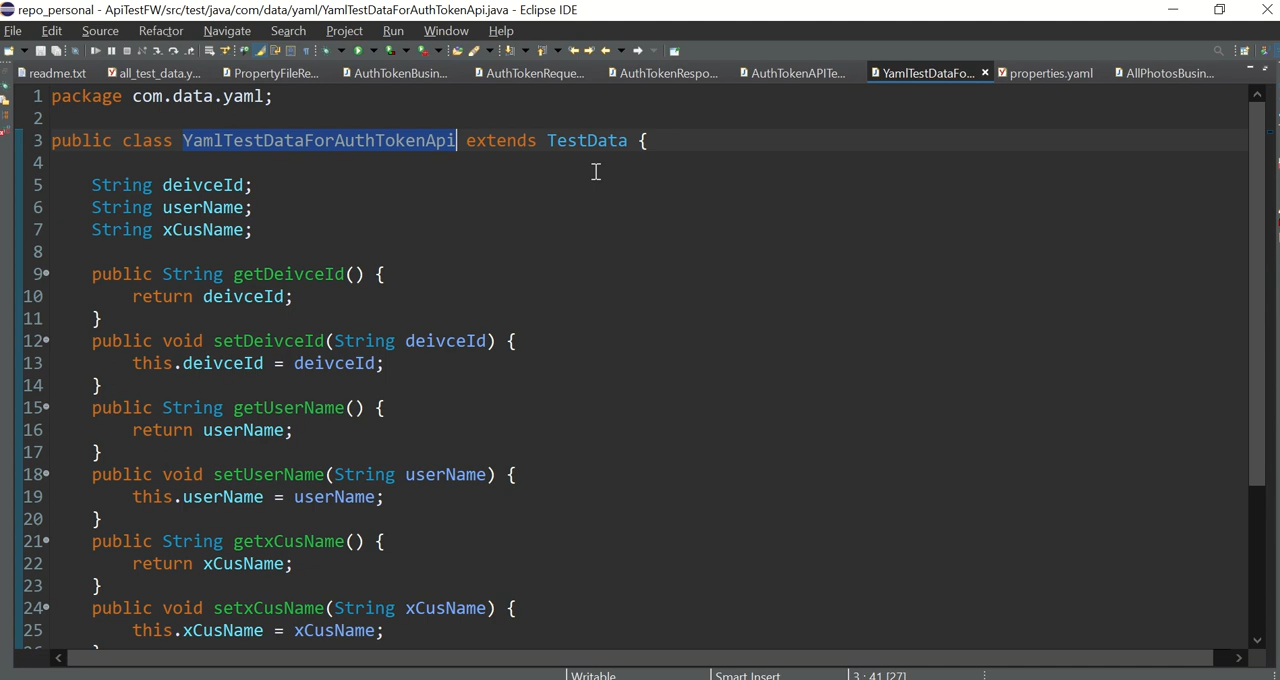 repo_personal - ApiTestFW/src/test/java/com/data/yaml/YamlTestDataForAuthTokenApi.java - Eclipse IDE
File Edit Source Refactor Navigate Search Project Run Window Help
readme.txt all_test_data.y... PropertyFileRe... AuthTokenBusin... AuthTokenReque... AuthTokenRespo... AuthTokenAPITe... YamlTestDataFo... properties.yaml AllPhotosBusin...
1 package com.data.yaml;
2
3 public class YamlTestDataForAuthTokenApi extends TestData {
4
5 String deivceId;
6 String userName;
7 String xCusName;
8
9 public String getDeivceId() {
10 return deivceId;
11 }
12 public void setDeivceId(String deivceId) {
13 this.deivceId = deivceId;
14 }
15 public String getUserName() {
16 return userName;
17 }
18 public void setUserName(String userName) {
19 this.userName = userName;
20 }
21 public String getxCusName() {
22 return xCusName;
23 }
24 public void setxCusName(String xCusName) {
25 this.xCusName = xCusName;
26 }
Writable Smart Insert 3 : 41 [27]